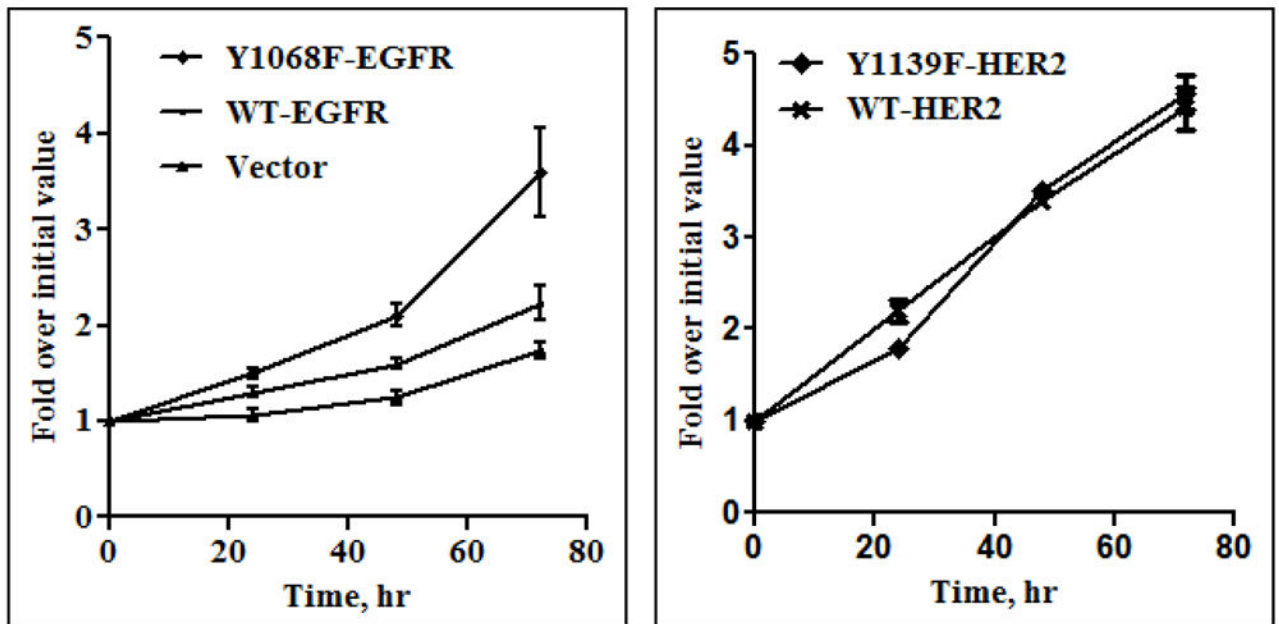 5
4
3
2
1
0
0 20 40 60 80
Fold over initial value
Time, hr
Y1068F-EGFR
WT-EGFR
Vector
5
4
3
2
1
0
0 20 40 60 80
Fold over initial value
Time, hr
Y1139F-HER2
WT-HER2